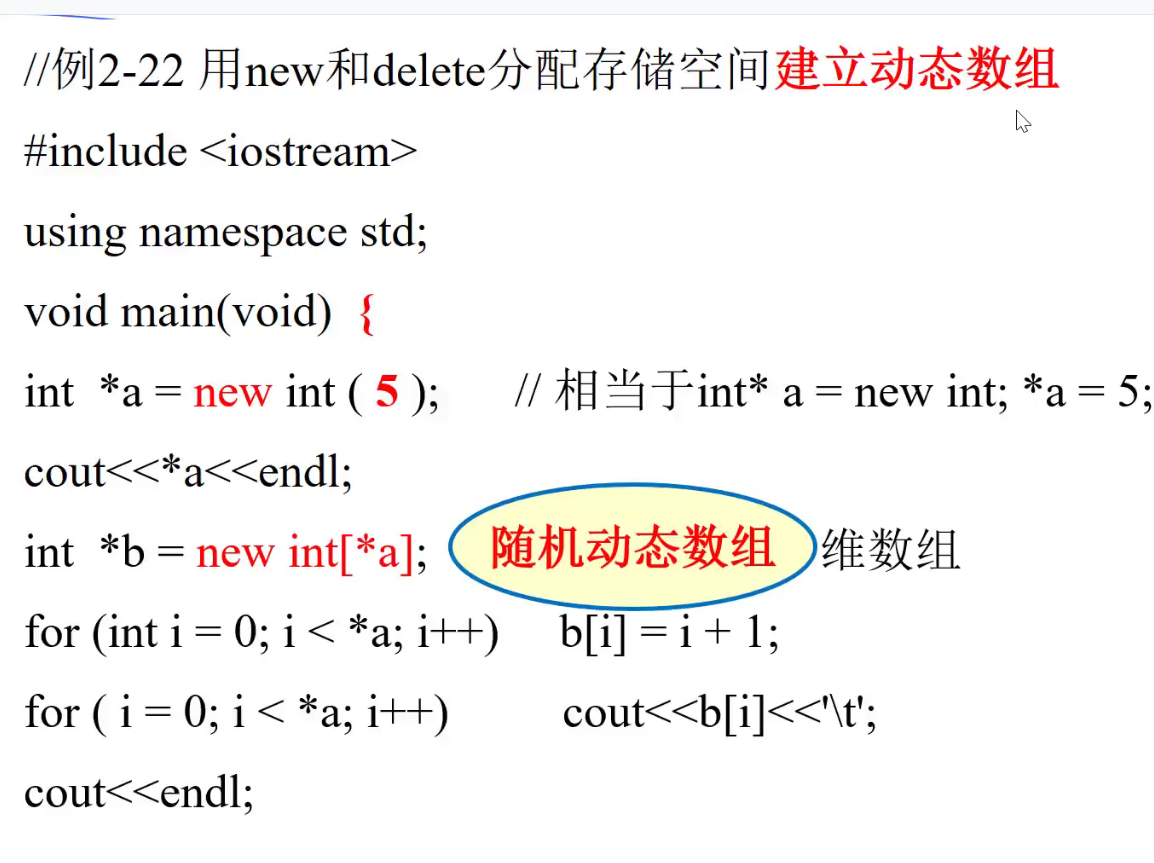 //例2-22 用new和delete分配存储空间建立动态数组
#include <iostream>
using namespace std;
void main(void) {
int *a = new int ( 5 ); // 相当于int* a = new int; *a = 5;
cout<<*a<<endl;
int *b = new int[*a]; 随机动态数组 维数组
for (int i = 0; i < *a; i++) b[i] = i + 1;
for ( i = 0; i < *a; i++) cout<<b[i]<<'\t';
cout<<endl;